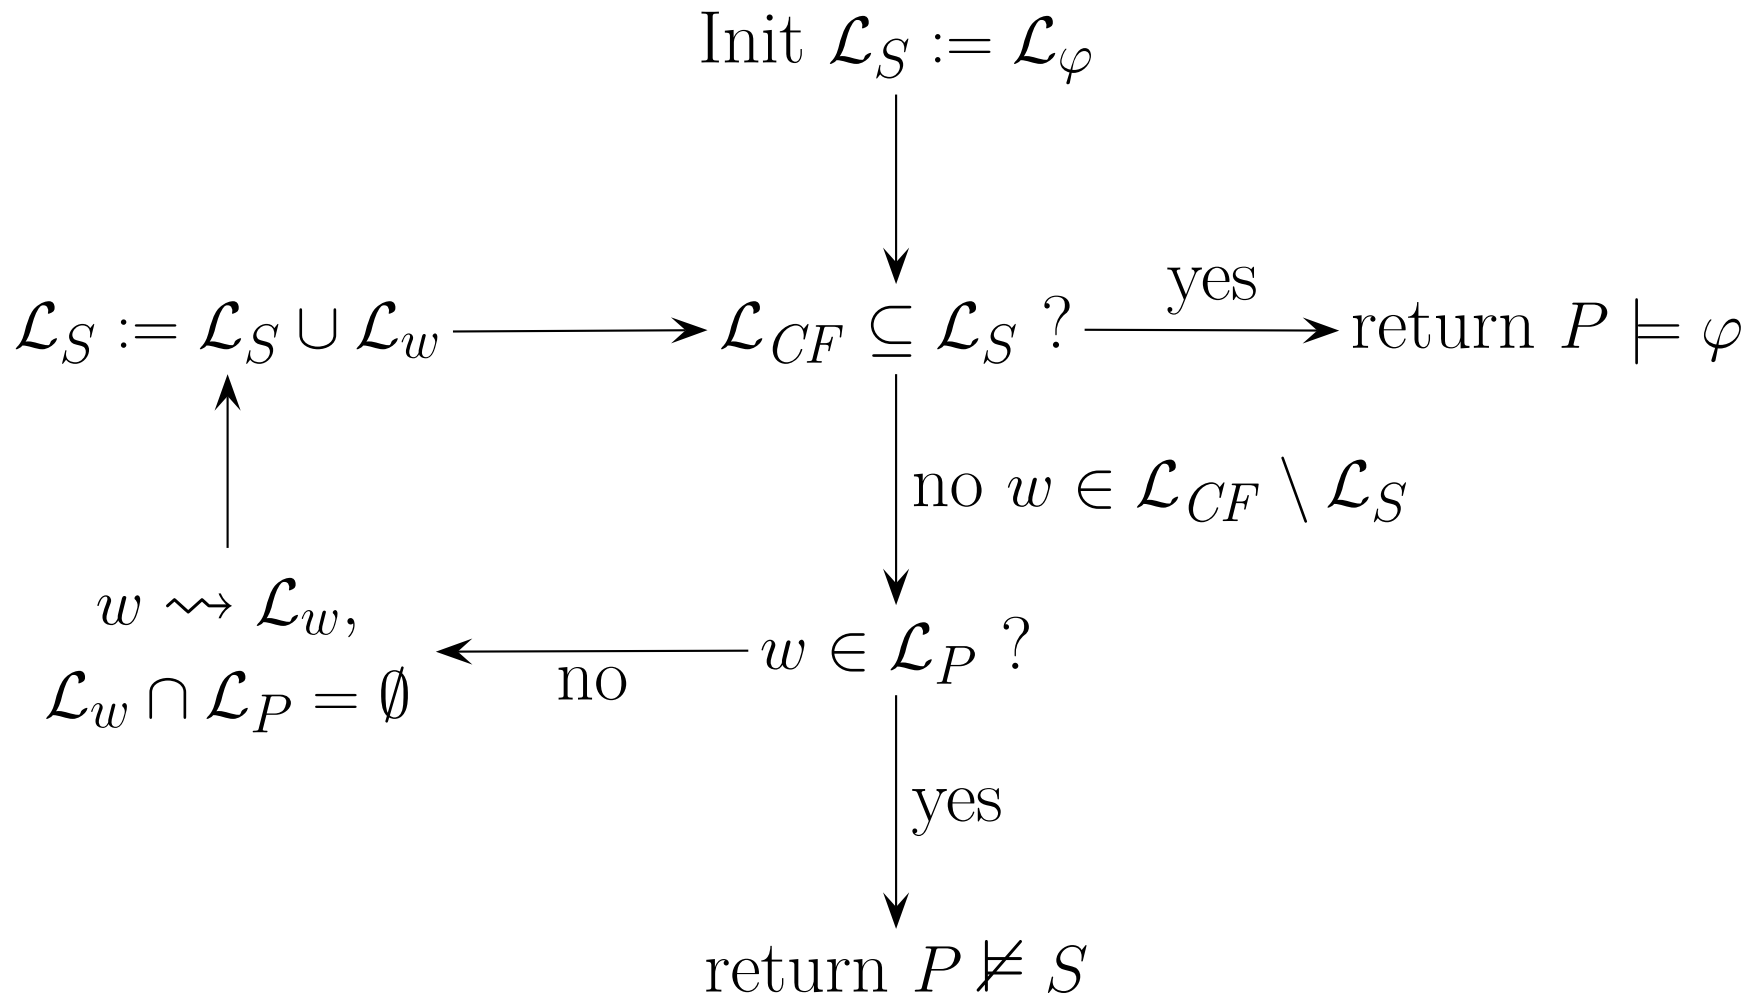 Init ℒ_S := ℒ_φ
ℒ_S := ℒ_S ∪ ℒ_w
ℒ_CF ⊆ ℒ_S ?
yes
return P ⊨ φ
no w ∈ ℒ_CF \ ℒ_S
w ⇝ ℒ_w,
ℒ_w ∩ ℒ_P = ∅
no
w ∈ ℒ_P ?
yes
return P ⊭ S